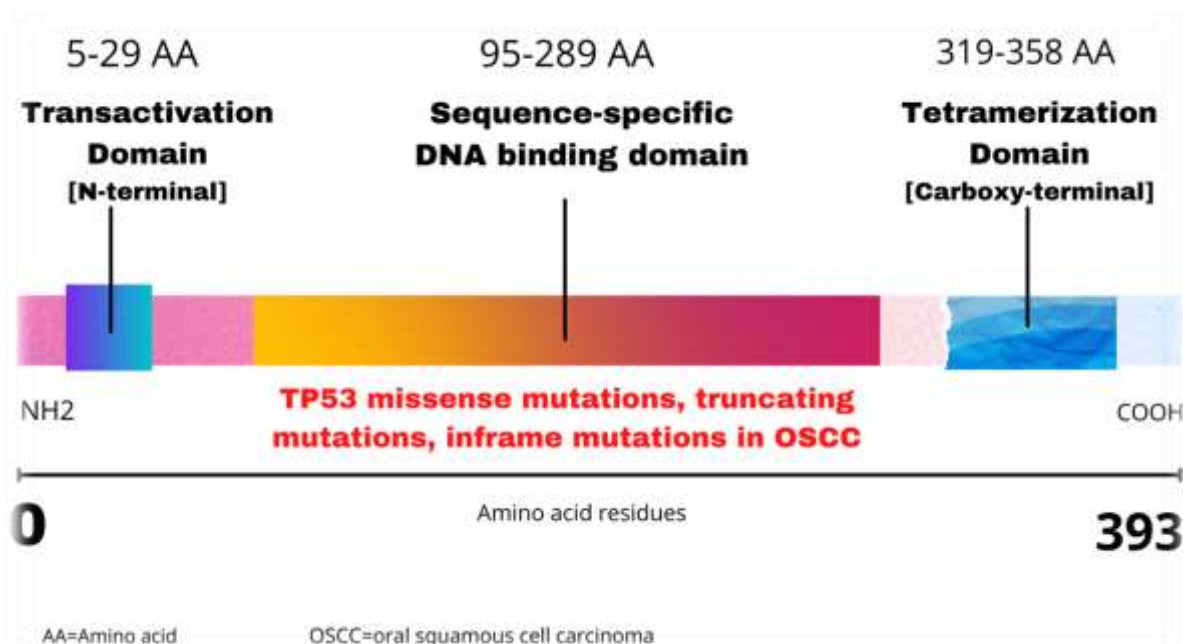 5-29 AA
Transactivation
Domain
[N-terminal]
95-289 AA
Sequence-specific
DNA binding domain
319-358 AA
Tetramerization
Domain
[Carboxy-terminal]
TP53 missense mutations, truncating
mutations, inframe mutations in OSCC
NH2
COOH
0
Amino acid residues
393
AA=Amino acid
OSCC=oral squamous cell carcinoma